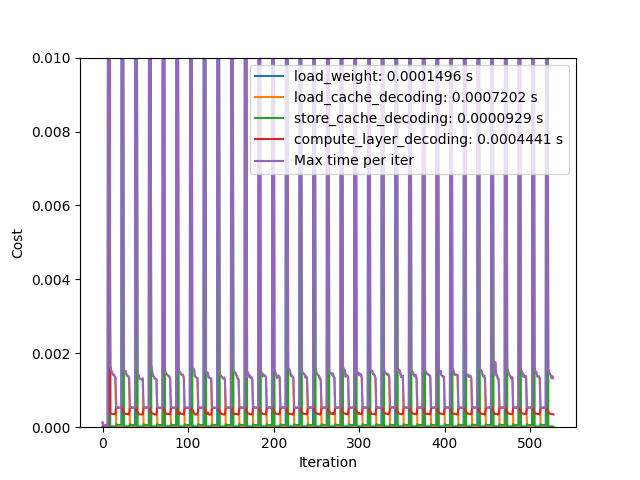 0.010
0.008
0.006
0.004
0.002
0.000
Cost
load_weight: 0.0001496 s
load_cache_decoding: 0.0007202 s
store_cache_decoding: 0.0000929 s
compute_layer_decoding: 0.0004441 s
Max time per iter
0 100 200 300 400 500
Iteration